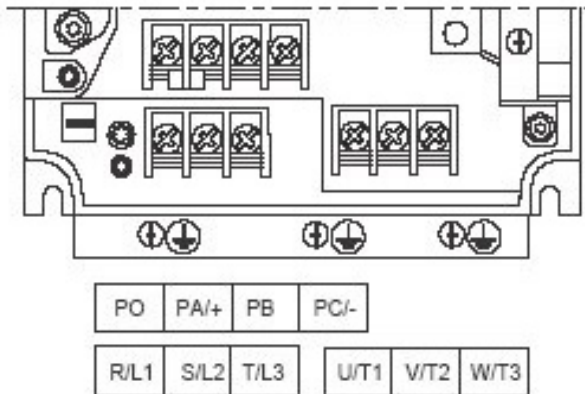 PO PA/+ PB PC/-
R/L1 S/L2 T/L3 U/T1 V/T2 W/T3